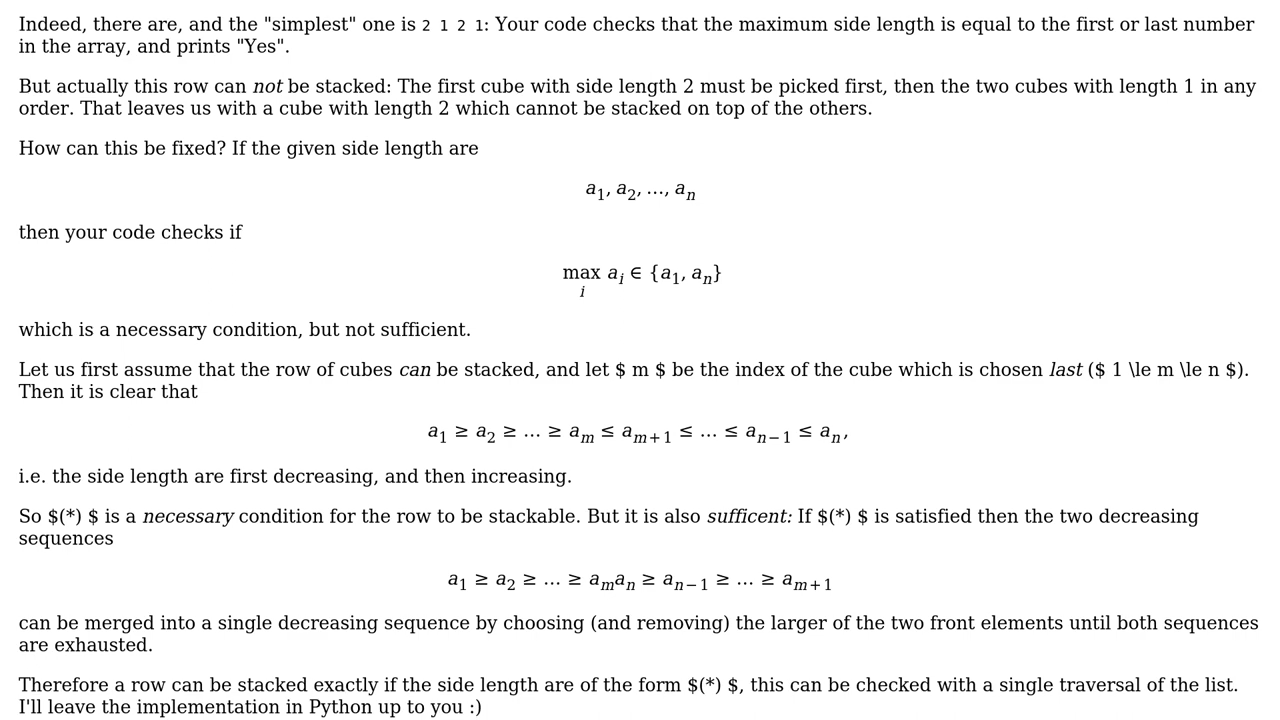 Indeed, there are, and the "simplest" one is 2 1 2 1: Your code checks that the maximum side length is equal to the first or last number
in the array, and prints "Yes".
But actually this row can not be stacked: The first cube with side length 2 must be picked first, then the two cubes with length 1 in any
order. That leaves us with a cube with length 2 which cannot be stacked on top of the others.
How can this be fixed? If the given side length are
a₁, a₂, …, aₙ
then your code checks if
max aᵢ ∈ {a₁, aₙ}
i
which is a necessary condition, but not sufficient.
Let us first assume that the row of cubes can be stacked, and let $ m $ be the index of the cube which is chosen last ($ 1 \le m \le n $).
Then it is clear that
a₁ ≥ a₂ ≥ … ≥ aₘ ≤ aₘ₊₁ ≤ … ≤ aₙ₋₁ ≤ aₙ,
i.e. the side length are first decreasing, and then increasing.
So $(*) $ is a necessary condition for the row to be stackable. But it is also sufficent: If $(*) $ is satisfied then the two decreasing
sequences
a₁ ≥ a₂ ≥ … ≥ aₘaₙ ≥ aₙ₋₁ ≥ … ≥ aₘ₊₁
can be merged into a single decreasing sequence by choosing (and removing) the larger of the two front elements until both sequences
are exhausted.
Therefore a row can be stacked exactly if the side length are of the form $(*) $, this can be checked with a single traversal of the list.
I'll leave the implementation in Python up to you :)